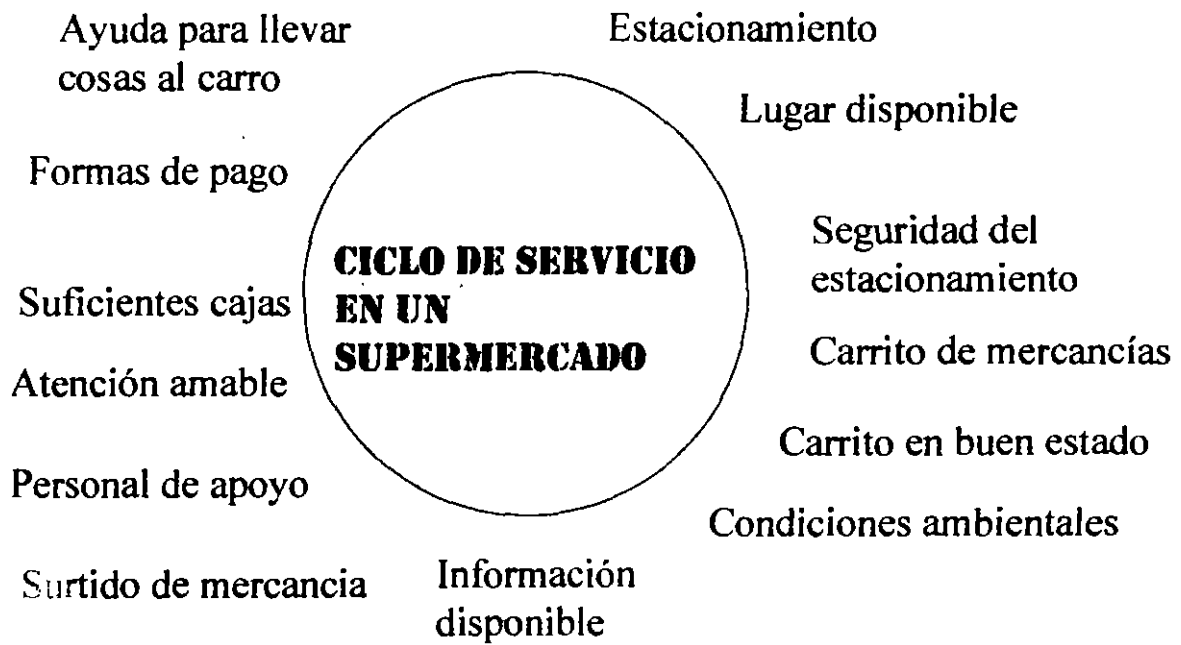 Ayuda para llevar
cosas al carro
Estacionamiento
Lugar disponible
Formas de pago
Seguridad del
estacionamiento
CICLO DE SERVICIO
EN UN
SUPERMERCADO
Suficientes cajas
Carrito de mercancías
Atención amable
Carrito en buen estado
Personal de apoyo
Condiciones ambientales
Surtido de mercancia
Información
disponible